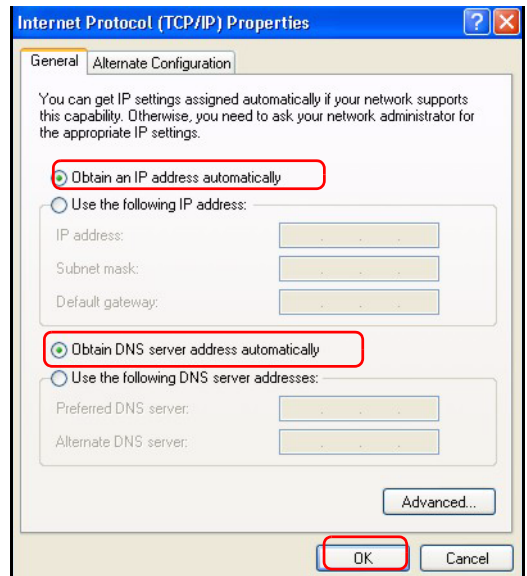 Internet Protocol (TCP/IP) Properties
General
Alternate Configuration
You can get IP settings assigned automatically if your network supports
this capability. Otherwise, you need to ask your network administrator for
the appropriate IP settings.
Obtain an IP address automatically
Use the following IP address:
IP address:
Subnet mask:
Default gateway:
Obtain DNS server address automatically
Use the following DNS server addresses:
Preferred DNS server:
Alternate DNS server:
Advanced...
OK
Cancel